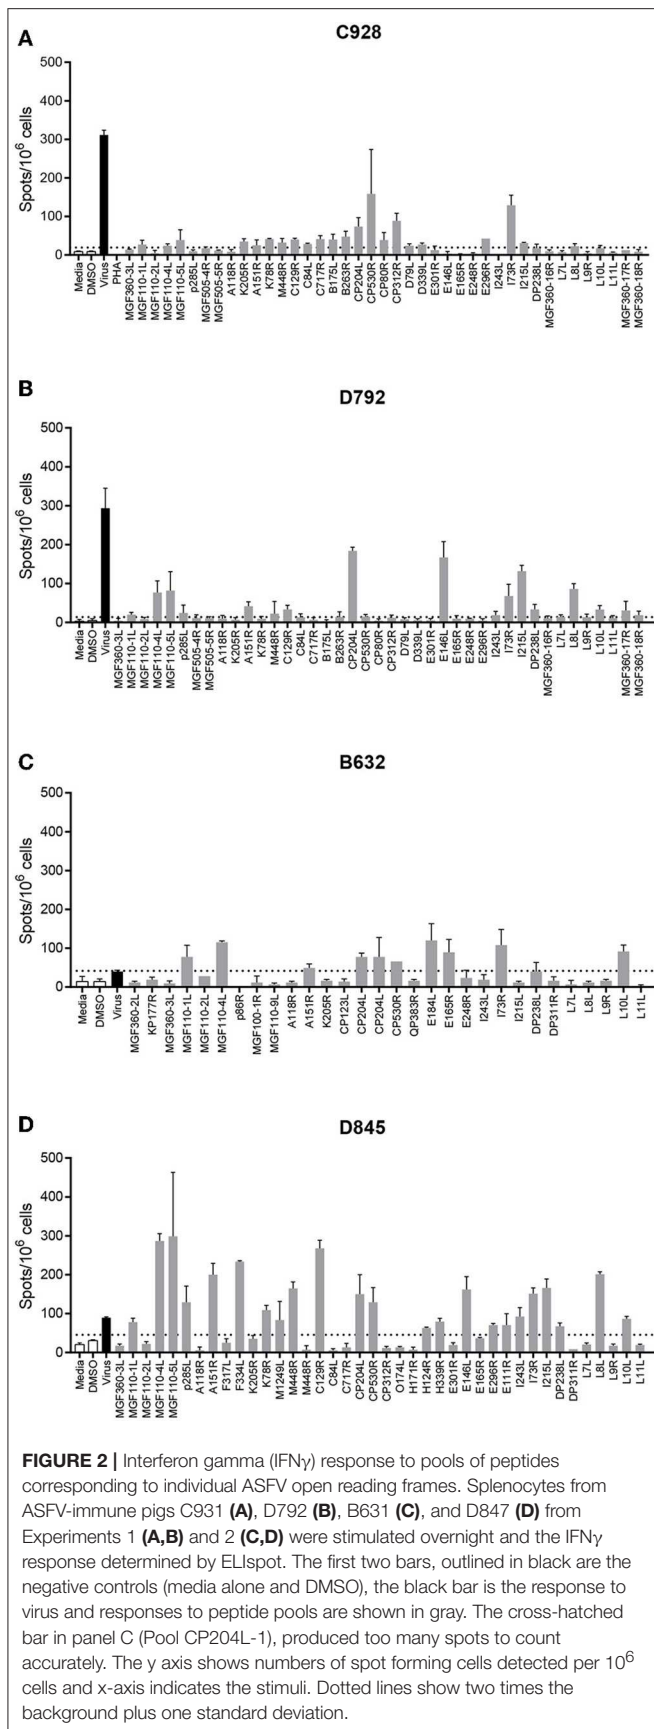 A
C928
500
400
300
200
100
0
Spots/10⁶ cells
Media
DMSO
Virus
PHA
MGF360-3L
MGF110-1L
MGF110-2L
MGF110-4L
MGF110-5L
p285L
MGF505-4R
MGF505-5R
A118R
K205R
A151R
K78R
M448R
C129R
C84L
C717R
B175L
B263R
CP204L
CP530R
CP80R
CP312R
D79L
D339L
E301R
E146L
E165R
E248R
E296R
I243L
I73R
I215L
DP238L
MGF360-16R
L7L
L8L
L9R
L10L
L11L
MGF360-17R
MGF360-18R
B
D792
500
400
300
200
100
0
Spots/10⁶ cells
Media
DMSO
Virus
MGF360-3L
MGF110-1L
MGF110-2L
MGF110-4L
MGF110-5L
p285L
MGF505-4R
MGF505-5R
A118R
K205R
A151R
K78R
M448R
C129R
C84L
C717R
B175L
B263R
CP204L
CP530R
CP80R
CP312R
D79L
D339L
E301R
E146L
E165R
E248R
E296R
I243L
I73R
I215L
DP238L
MGF360-16R
L7L
L8L
L9R
L10L
L11L
MGF360-17R
MGF360-18R
C
B632
500
400
300
200
100
0
Spots/10⁶ cells
Media
DMSO
Virus
MGF360-2L
KP177R
MGF360-3L
MGF110-1L
MGF110-2L
MGF110-4L
p86R
MGF100-1R
MGF110-9L
A118R
A151R
K205R
CP123L
CP204L
CP204L
CP530R
QP383R
E184L
E165R
E248R
I243L
I73R
I215L
DP238L
DP311R
L7L
L8L
L9R
L10L
L11L
D
D845
500
400
300
200
100
0
Spots/10⁶ cells
Media
DMSO
Virus
MGF360-3L
MGF110-1L
MGF110-2L
MGF110-4L
MGF110-5L
p285L
A118R
A151R
F317L
F334L
K205R
K78R
M1249L
M448R
M448R
C129R
C84L
C717R
CP204L
CP530R
CP312R
O174L
H171R
H124R
H339R
E301R
E146L
E165R
E296R
E111R
I243L
I73R
I215L
DP238L
DP311R
L7L
L8L
L9R
L10L
L11L
FIGURE 2 | Interferon gamma (IFNγ) response to pools of peptides
corresponding to individual ASFV open reading frames. Splenocytes from
ASFV-immune pigs C931 (A), D792 (B), B631 (C), and D847 (D) from
Experiments 1 (A,B) and 2 (C,D) were stimulated overnight and the IFNγ
response determined by ELIspot. The first two bars, outlined in black are the
negative controls (media alone and DMSO), the black bar is the response to
virus and responses to peptide pools are shown in gray. The cross-hatched
bar in panel C (Pool CP204L-1), produced too many spots to count
accurately. The y axis shows numbers of spot forming cells detected per 10⁶
cells and x-axis indicates the stimuli. Dotted lines show two times the
background plus one standard deviation.